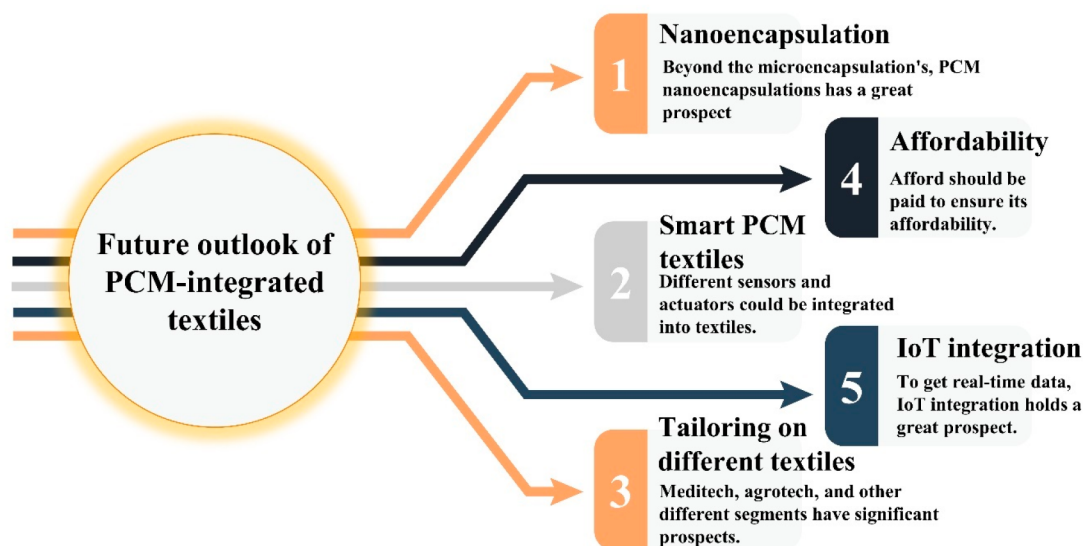 Future outlook of
PCM-integrated
textiles
1
Nanoencapsulation
Beyond the microencapsulation's, PCM
nanoencapsulations has a great
prospect
4
Affordability
Afford should be
paid to ensure its
affordability.
2
Smart PCM
textiles
Different sensors and
actuators could be integrated
into textiles.
5
IoT integration
To get real-time data,
IoT integration holds a
great prospect.
3
Tailoring on
different textiles
Meditech, agrotech, and other
different segments have significant
prospects.